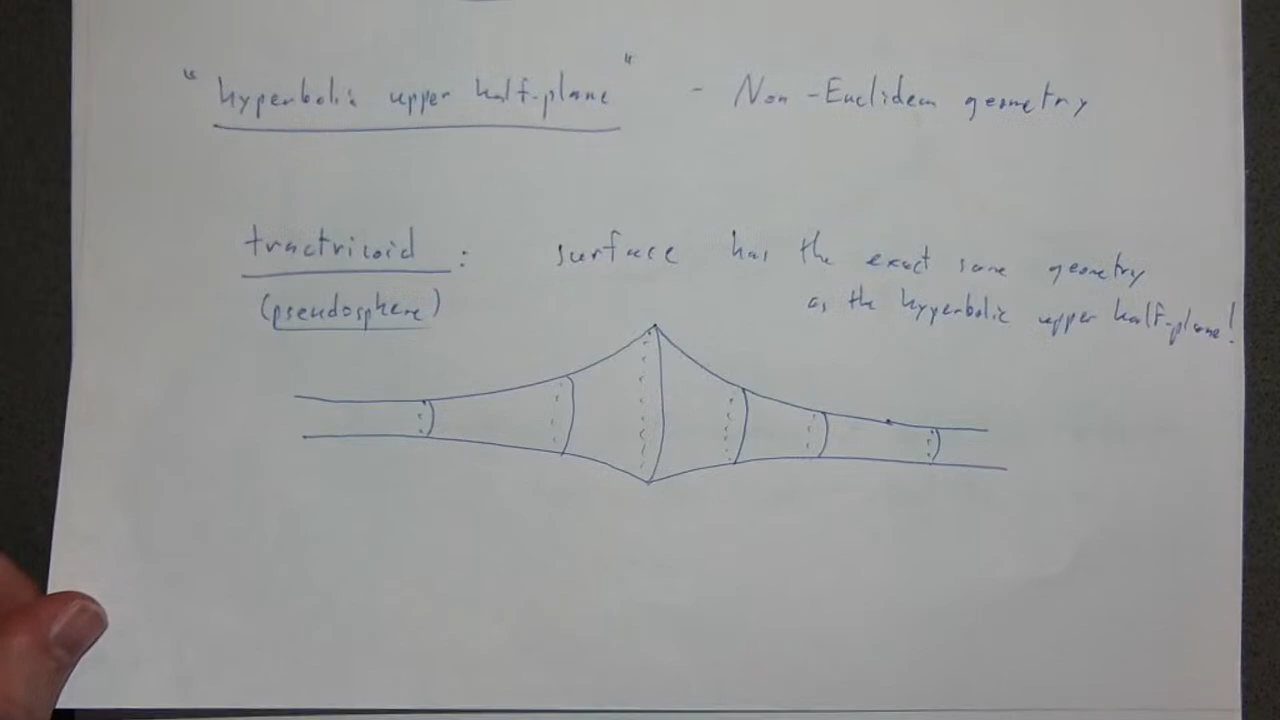 "hyperbolic upper half-plane" - Non-Euclidean geometry
tractricoid : surface has the exact same geometry
(pseudosphere) as the hyperbolic upper half-plane!